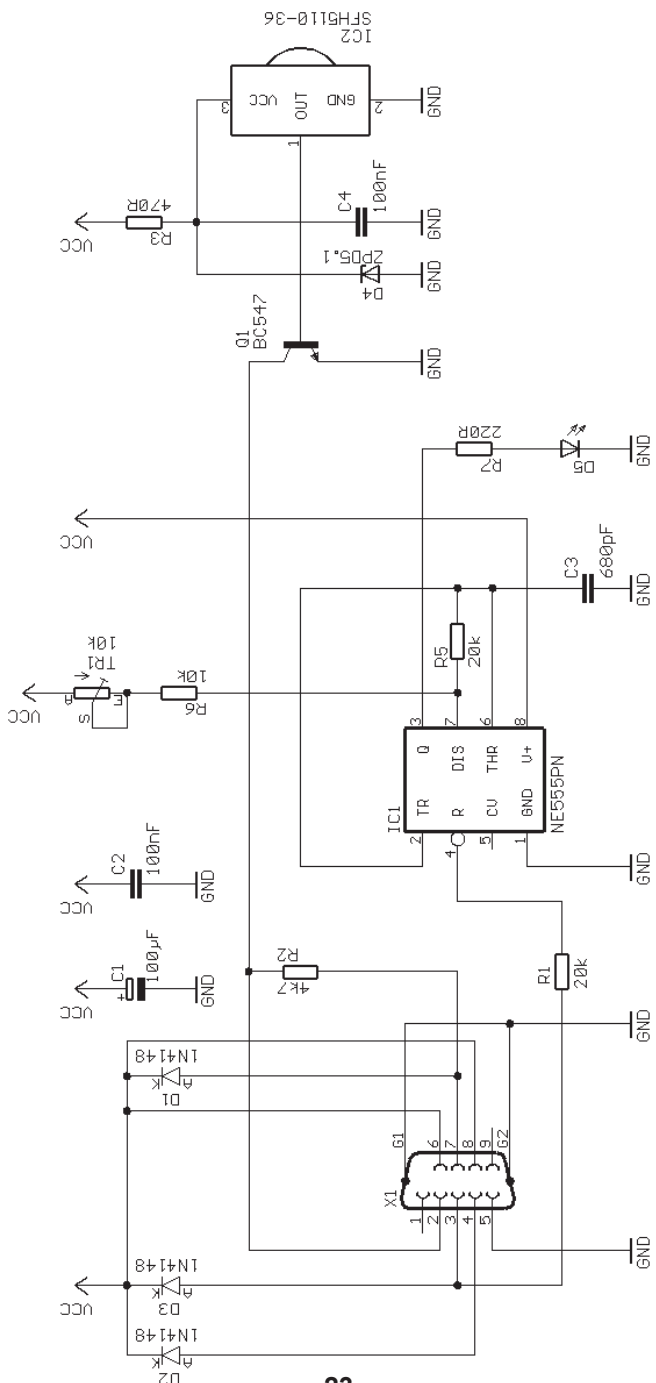 SFH5110-36
IC2
3
VCC
OUT
GND
2
1
GND
VCC
470R
R3
C4
100nF
GND
ZPD5.1
D4
GND
Q1
BC547
GND
220R
R7
D5
GND
VCC
C3
680pF
GND
R5
20k
VCC
10k
TR1
A
S
E
10k
R6
IC1
NE555PN
3
7
6
8
Q
DIS
THR
V+
TR
R
CV
GND
2
4
5
1
GND
VCC
C2
100nF
GND
VCC
+
C1
100µF
GND
R2
4k7
R1
20k
GND
1N4148
K
A
D1
G1
6
7
8
9
G2
X1
1
2
3
4
5
GND
VCC
1N4148
K
A
D3
1N4148
K
A
D2
23